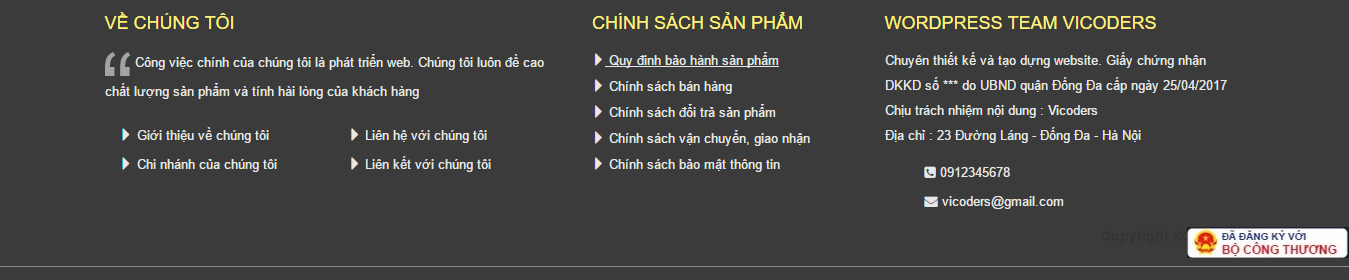 VỀ CHÚNG TÔI
Công việc chính của chúng tôi là phát triển web. Chúng tôi luôn đề cao
chất lượng sản phẩm và tính hài lòng của khách hàng
Giới thiệu về chúng tôi
Liên hệ với chúng tôi
Chi nhánh của chúng tôi
Liên kết với chúng tôi
CHÍNH SÁCH SẢN PHẨM
Quy định bảo hành sản phẩm
Chính sách bán hàng
Chính sách đổi trả sản phẩm
Chính sách vận chuyển, giao nhận
Chính sách bảo mật thông tin
WORDPRESS TEAM VICODERS
Chuyên thiết kế và tạo dựng website. Giấy chứng nhận
DKKD số *** do UBND quận Đống Đa cấp ngày 25/04/2017
Chịu trách nhiệm nội dung : Vicoders
Địa chỉ : 23 Đường Láng - Đống Đa - Hà Nội
0912345678
vicoders@gmail.com
Copyright ©
ĐÃ ĐĂNG KÝ VỚI
BỘ CÔNG THƯƠNG